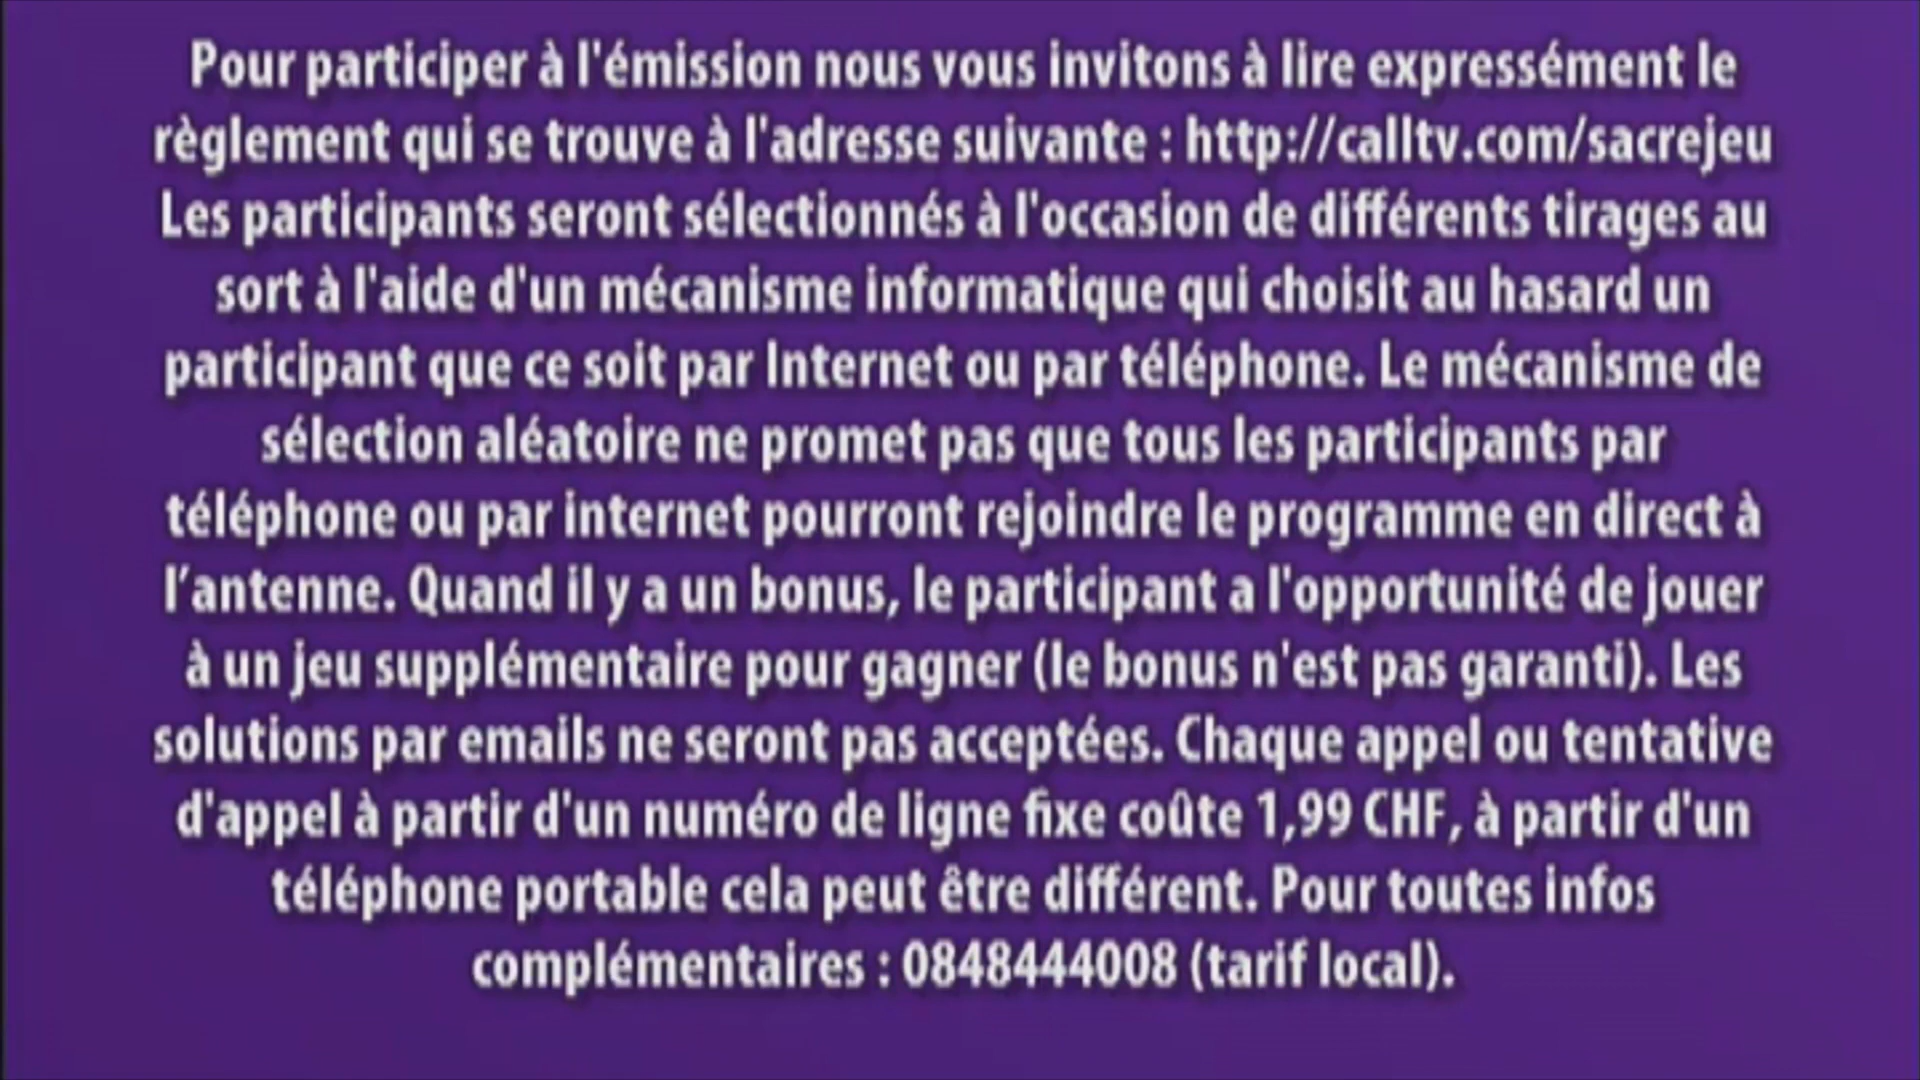 Pour participer à l'émission nous vous invitons à lire expressément le
règlement qui se trouve à l'adresse suivante : http://calltv.com/sacrejeu
Les participants seront sélectionnés à l'occasion de différents tirages au
sort à l'aide d'un mécanisme informatique qui choisit au hasard un
participant que ce soit par Internet ou par téléphone. Le mécanisme de
sélection aléatoire ne promet pas que tous les participants par
téléphone ou par internet pourront rejoindre le programme en direct à
l’antenne. Quand il y a un bonus, le participant a l'opportunité de jouer
à un jeu supplémentaire pour gagner (le bonus n'est pas garanti). Les
solutions par emails ne seront pas acceptées. Chaque appel ou tentative
d'appel à partir d'un numéro de ligne fixe coûte 1,99 CHF, à partir d'un
téléphone portable cela peut être différent. Pour toutes infos
complémentaires : 0848444008 (tarif local).